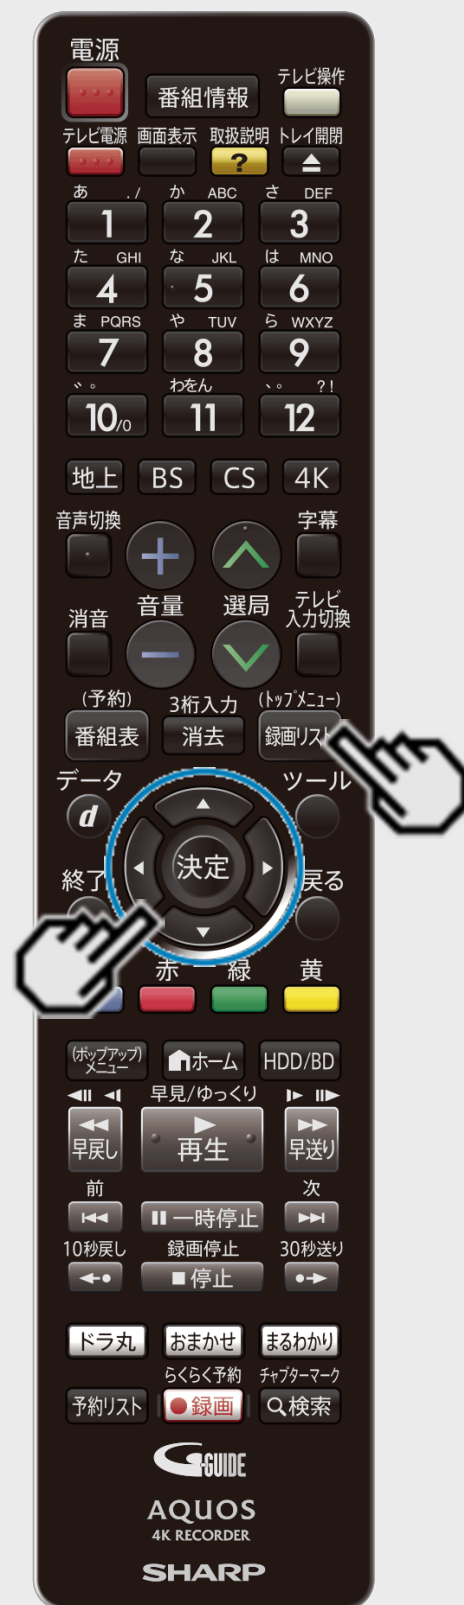 電源
番組情報
テレビ操作
テレビ電源 画面表示 取扱説明 トレイ開閉
?
あ ./ か ABC さ DEF
1 2 3
た GHI な JKL は MNO
4 5 6
ま PQRS や TUV ら WXYZ
7 8 9
゛゜ わをん 、。 ?!
10/0 11 12
地上 BS CS 4K
音声切換 字幕
+
消音 音量 選局 テレビ
入力切換
−
(予約) 3桁入力 (トップメニュー)
番組表 消去 録画リスト
データ ツール
d
決定
終了 戻る
赤 緑 黄
(ポップアップ)
メニュー ホーム HDD/BD
早見/ゆっくり
早戻し 再生 早送り
前 次
一時停止
10秒戻し 録画停止 30秒送り
停止
ドラ丸 おまかせ まるわかり
らくらく予約 チャプターマーク
予約リスト 録画 検索
G-GUIDE
AQUOS
4K RECORDER
SHARP